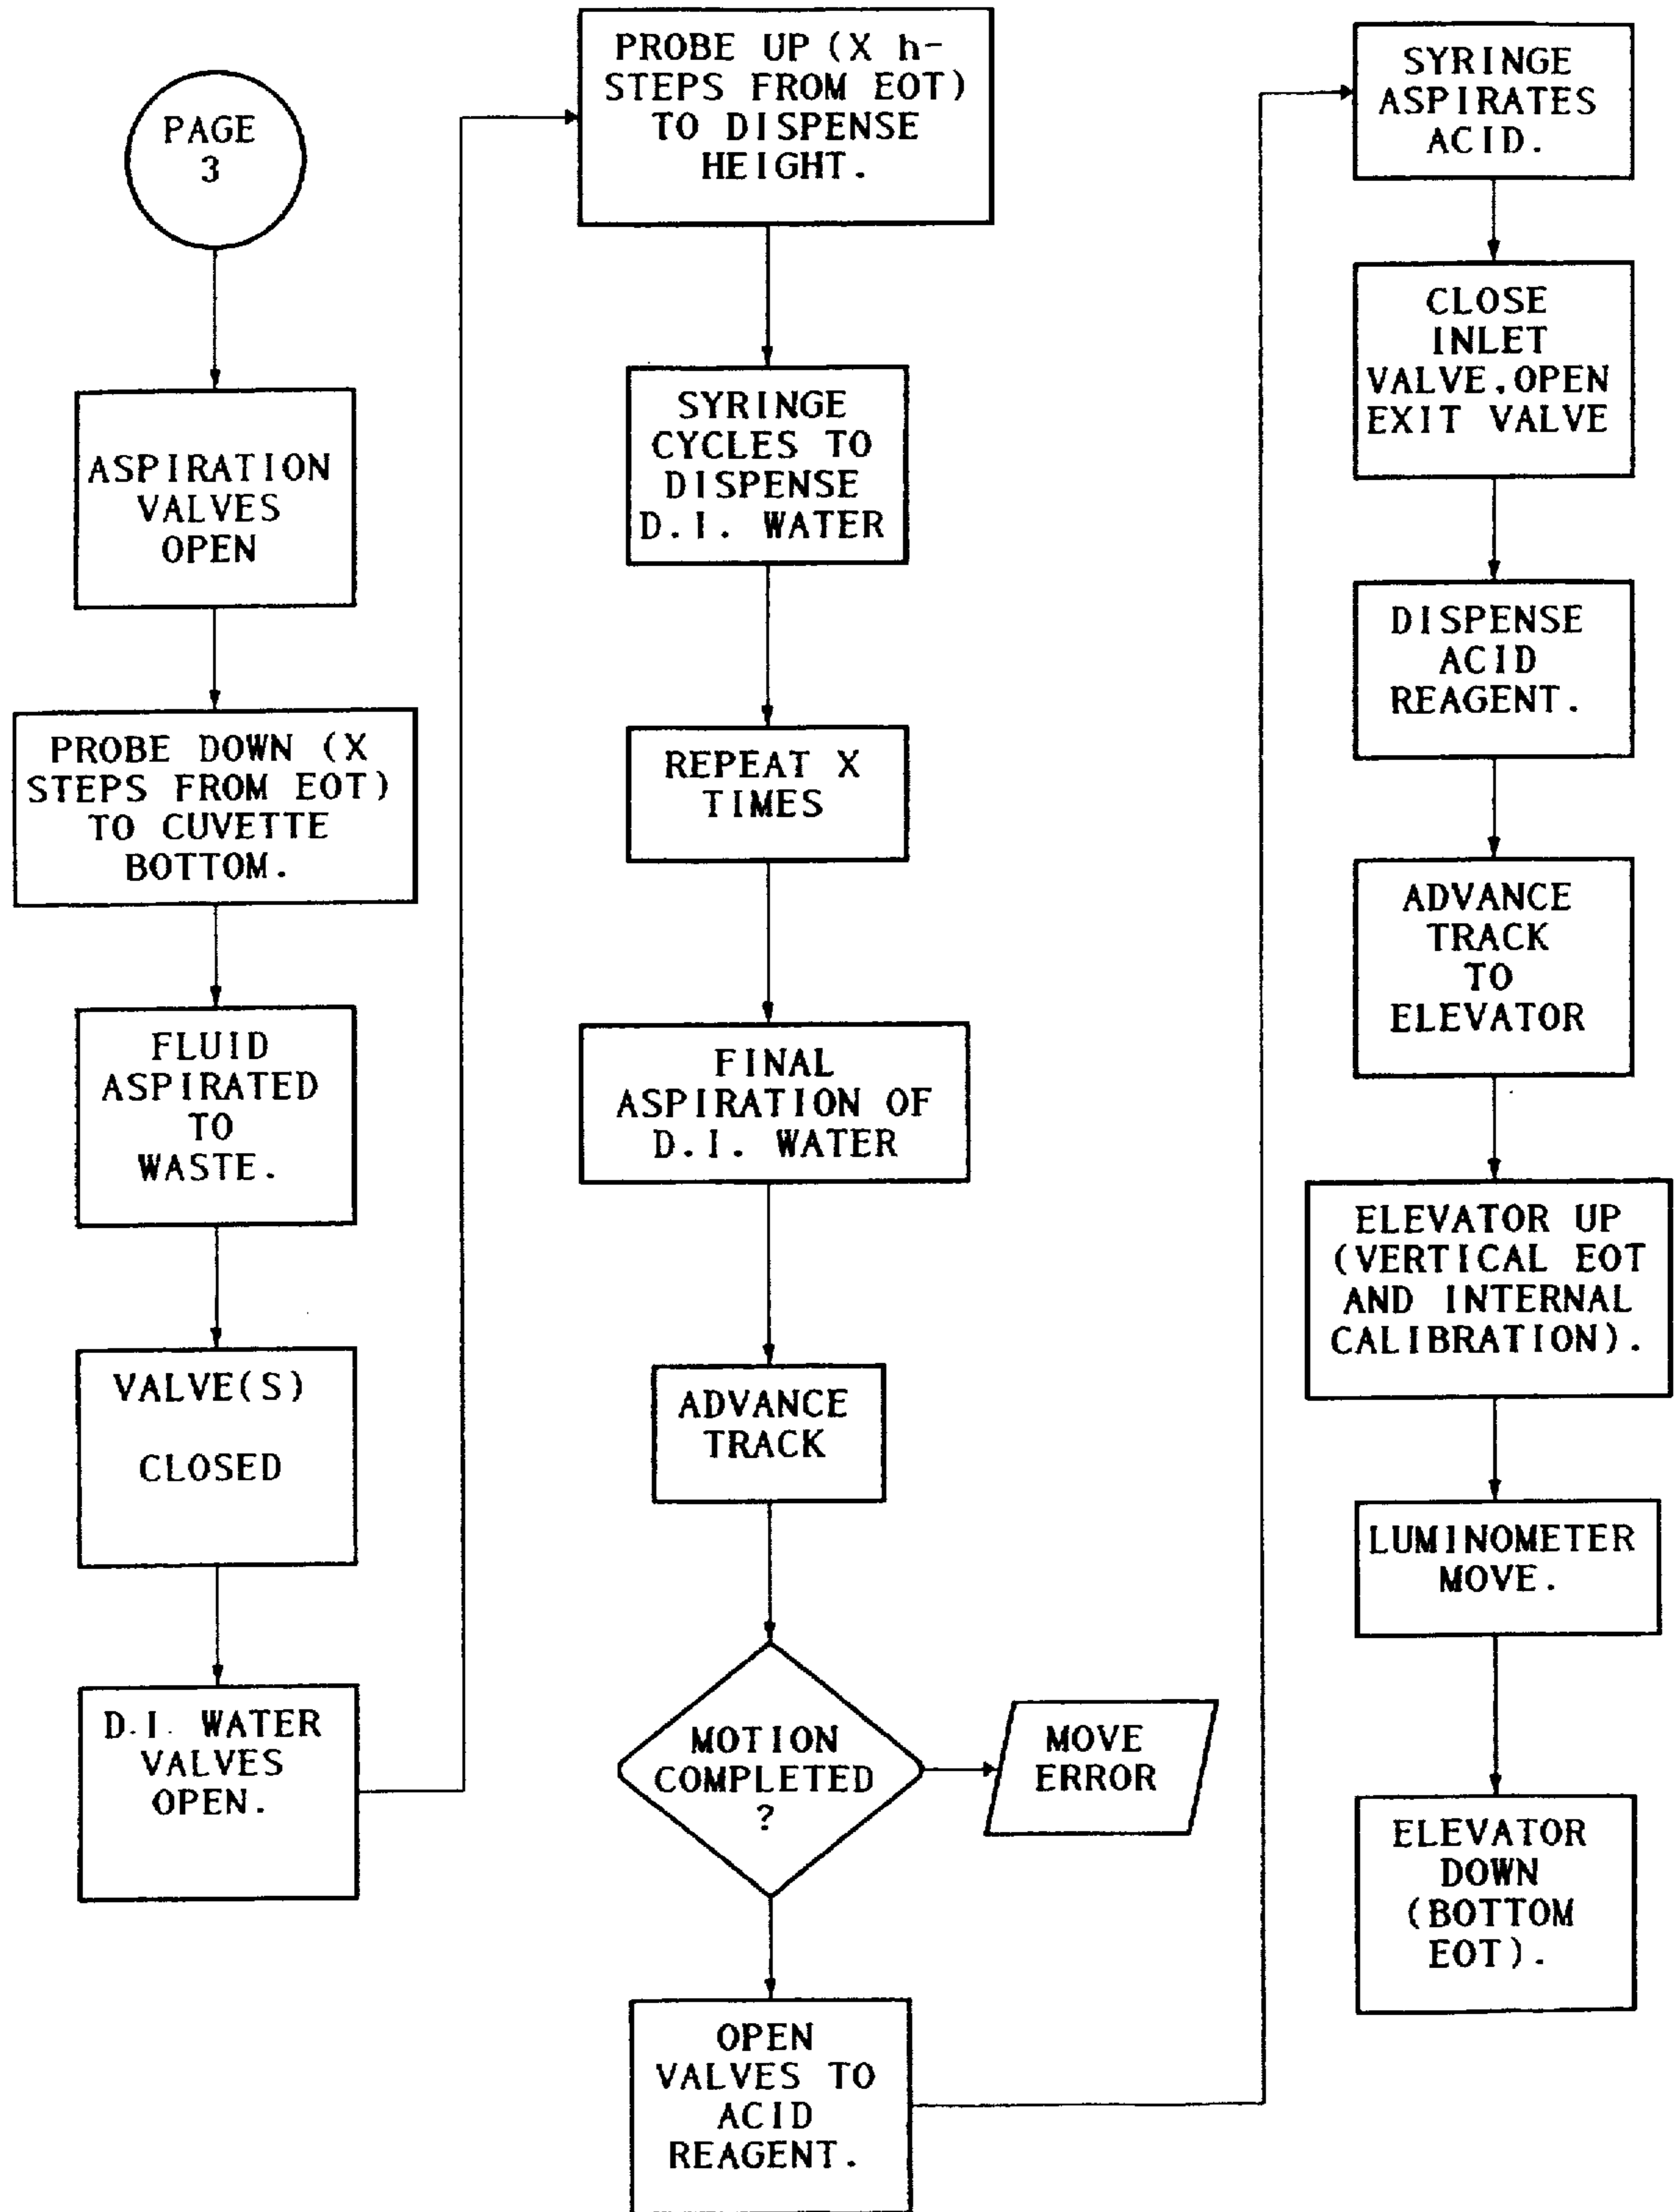 PAGE
3
ASPIRATION
VALVES
OPEN
PROBE DOWN (X
STEPS FROM EOT)
TO CUVETTE
BOTTOM.
FLUID
ASPIRATED
TO
WASTE.
VALVE(S)
CLOSED
D.I. WATER
VALVES
OPEN.
PROBE UP (X h-
STEPS FROM EOT)
TO DISPENSE
HEIGHT.
SYRINGE
CYCLES TO
DISPENSE
D.I. WATER
REPEAT X
TIMES
FINAL
ASPIRATION OF
D.I. WATER
ADVANCE
TRACK
MOTION
COMPLETED
?
MOVE
ERROR
OPEN
VALVES TO
ACID
REAGENT.
SYRINGE
ASPIRATES
ACID.
CLOSE
INLET
VALVE,OPEN
EXIT VALVE
DISPENSE
ACID
REAGENT.
ADVANCE
TRACK
TO
ELEVATOR
ELEVATOR UP
(VERTICAL EOT
AND INTERNAL
CALIBRATION).
LUMINOMETER
MOVE.
ELEVATOR
DOWN
(BOTTOM
EOT).